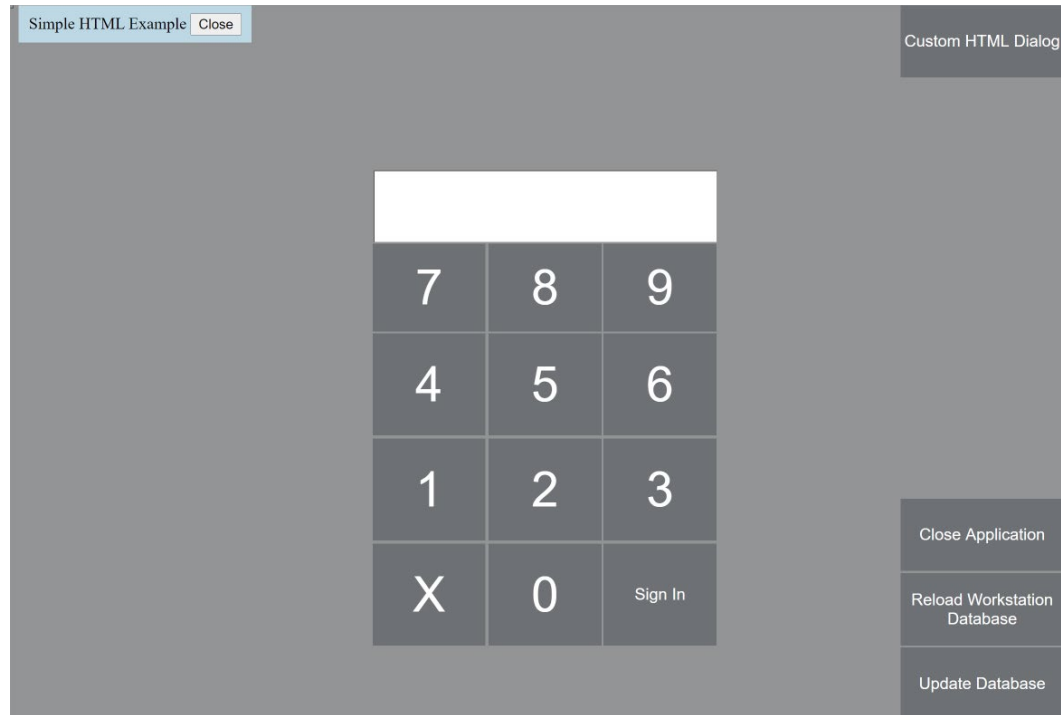 Simple HTML Example Close
Custom HTML Dialog
7 8 9
4 5 6
1 2 3
X 0 Sign In
Close Application
Reload Workstation
Database
Update Database